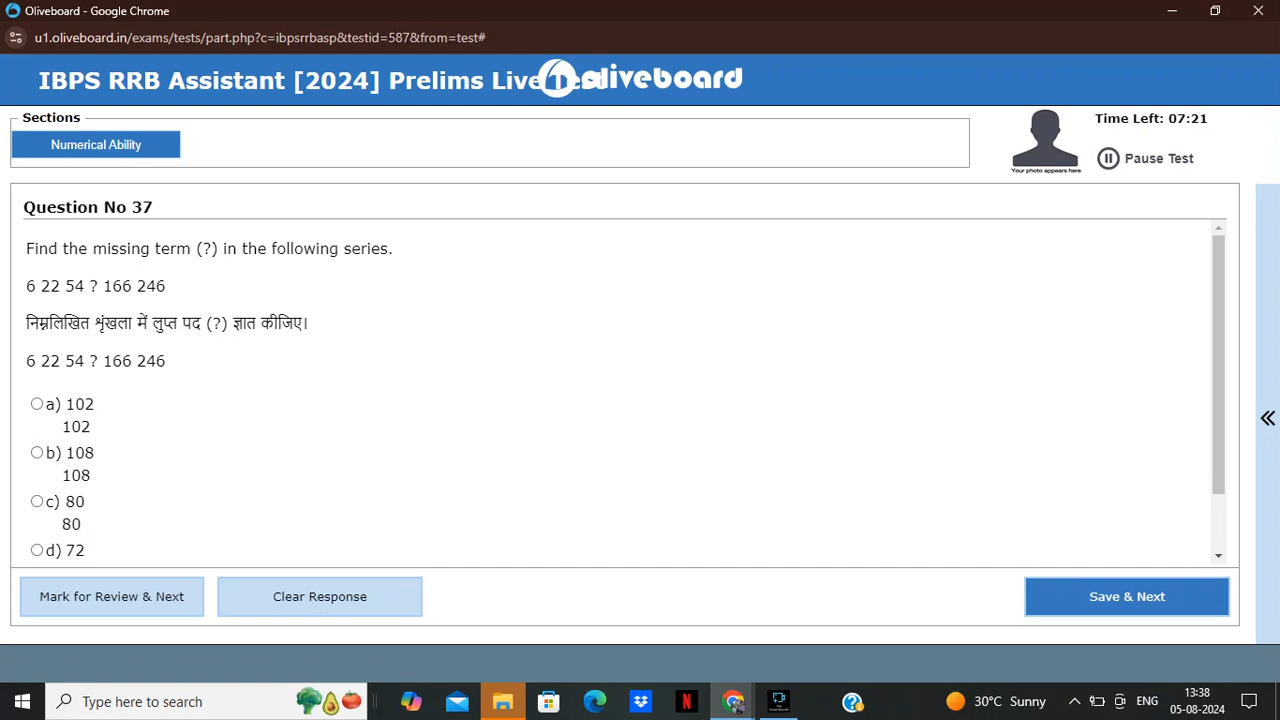 Oliveboard - Google Chrome
u1.oliveboard.in/exams/tests/part.php?c=ibpsrrbasp&testid=587&from=test#
IBPS RRB Assistant [2024] Prelims Live Test
oliveboard
Sections
Numerical Ability
Your photo appears here
Time Left: 07:21
Pause Test
Question No 37
Find the missing term (?) in the following series.
6 22 54 ? 166 246
निम्नलिखित शृंखला में लुप्त पद (?) ज्ञात कीजिए।
6 22 54 ? 166 246
a) 102
102
b) 108
108
c) 80
80
d) 72
Mark for Review & Next
Clear Response
Save & Next
Type here to search
30°C Sunny
ENG
13:38
05-08-2024